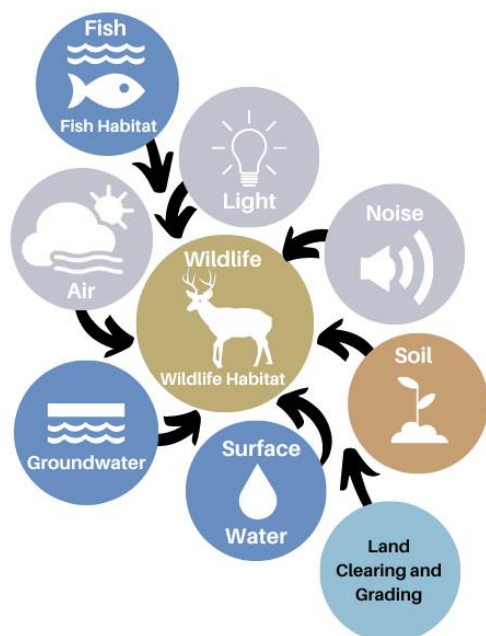 Fish
Fish Habitat
Light
Noise
Air
Wildlife
Wildlife Habitat
Soil
Groundwater
Surface
Water
Land
Clearing and
Grading